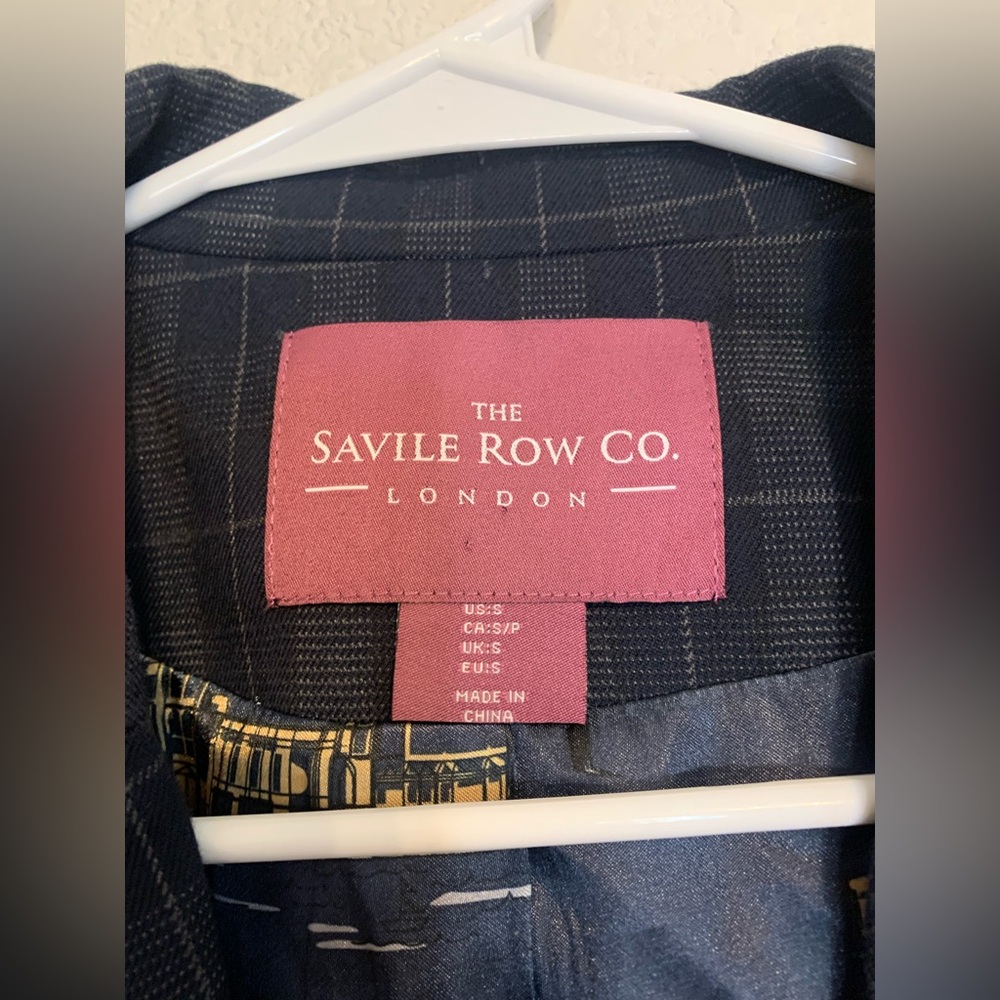 THE
SAVILE ROW CO.
LONDON
US:S
CA:S/P
UK:S
EU:S
MADE IN
CHINA